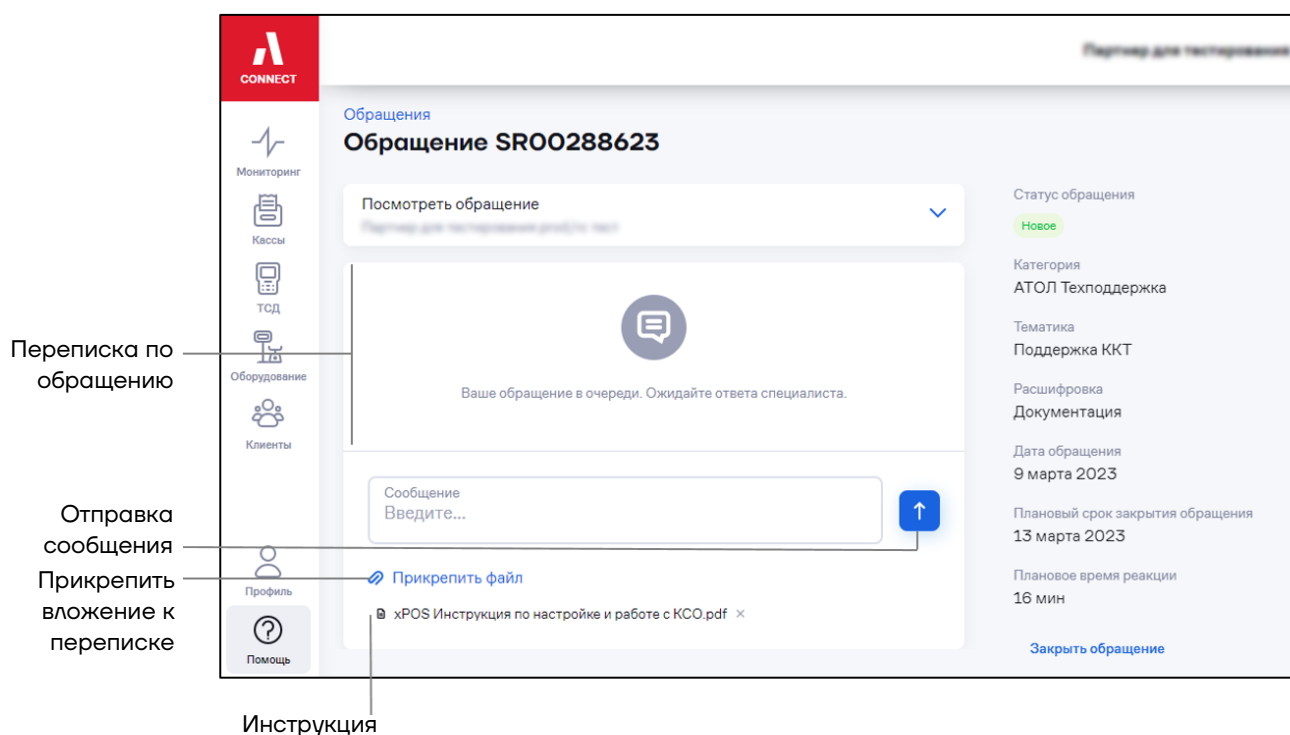 CONNECT
Мониторинг
Кассы
ТСД
Оборудование
Клиенты
Профиль
Помощь
Обращения
Обращение SR00288623
Посмотреть обращение
Ваше обращение в очереди. Ожидайте ответа специалиста.
Сообщение
Введите...
Прикрепить файл
xPOS Инструкция по настройке и работе с КСО.pdf ×
Статус обращения
Новое
Категория
АТОЛ Техподдержка
Тематика
Поддержка ККТ
Расшифровка
Документация
Дата обращения
9 марта 2023
Плановый срок закрытия обращения
13 марта 2023
Плановое время реакции
16 мин
Закрыть обращение
Переписка по
обращению
Отправка
сообщения
Прикрепить
вложение к
переписке
Инструкция